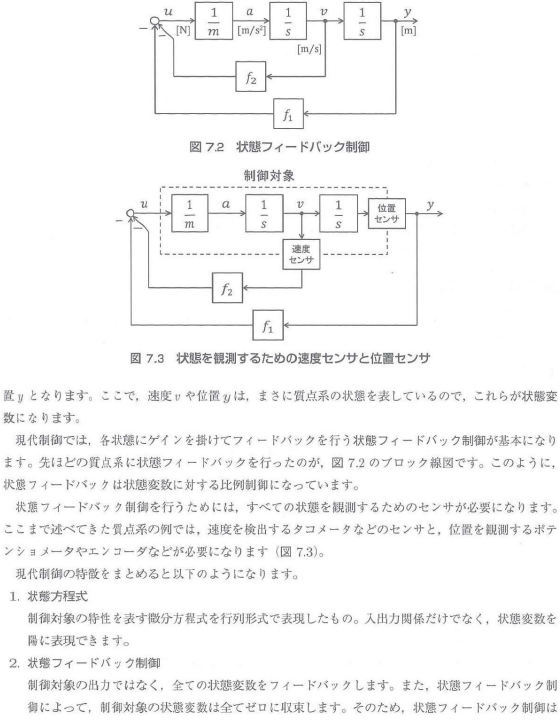 u a v y
[N] 1/m [m/s²] 1/s [m/s] 1/s [m]
f₂
f₁
図 7.2 状態フィードバック制御
制御対象
u 1/m a 1/s v 1/s 位置センサ y
速度センサ
f₂
f₁
図 7.3 状態を観測するための速度センサと位置センサ
置 y となります。ここで,速度 v や位置 y は,まさに質点系の状態を表しているので,これらが状態変
数になります。
現代制御では,各状態にゲインを掛けてフィードバックを行う状態フィードバック制御が基本になり
ます。先ほどの質点系に状態フィードバックを行ったのが,図 7.2 のブロック線図です。このように,
状態フィードバックは状態変数に対する比例制御になっています。
状態フィードバック制御を行うためには,すべての状態を観測するためのセンサが必要になります。
ここまで述べてきた質点系の例では,速度を検出するタコメータなどのセンサと,位置を観測するポテ
ンショメータやエンコーダなどが必要になります(図 7.3)。
現代制御の特徴をまとめると以下のようになります。
1. 状態方程式
制御対象の特性を表す微分方程式を行列形式で表現したもの。入出力関係だけでなく,状態変数を
陽に表現できます。
2. 状態フィードバック制御
制御対象の出力ではなく,全ての状態変数をフィードバックします。また,状態フィードバック制
御によって,制御対象の状態変数は全てゼロに収束します。そのため,状態フィードバック制御は